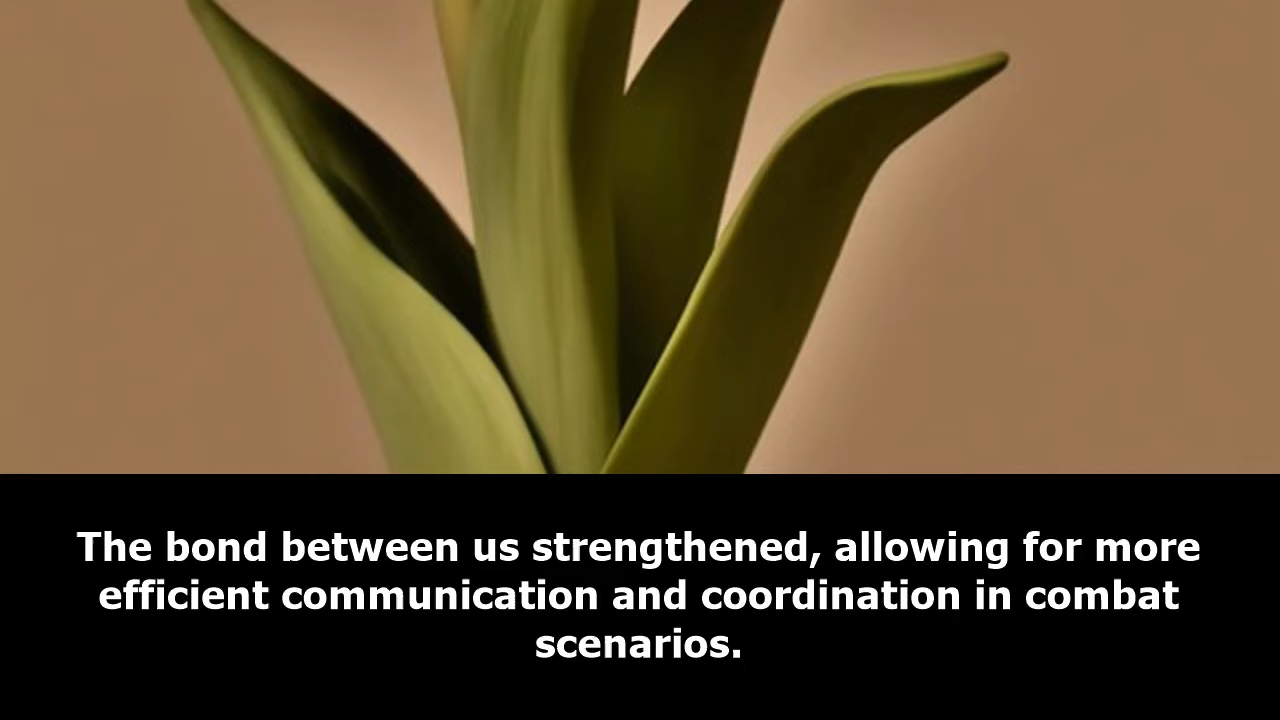 The bond between us strengthened, allowing for more
efficient communication and coordination in combat
scenarios.